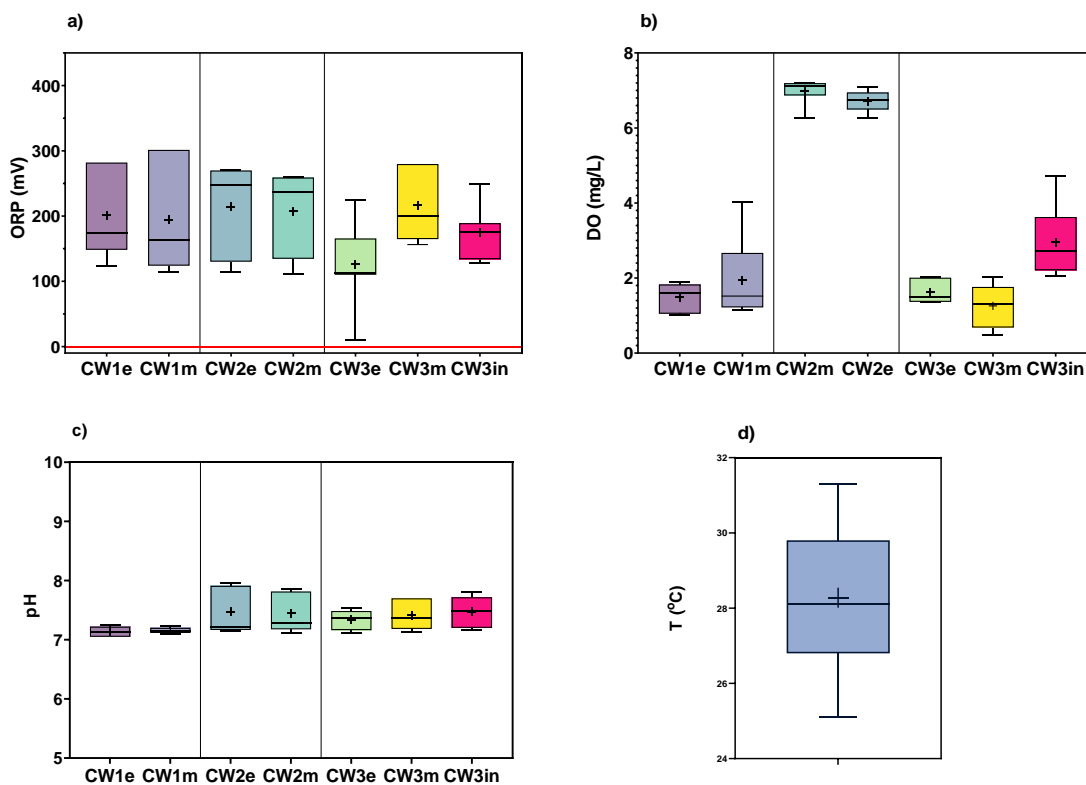 a)
ORP (mV)
400
300
200
100
0
CW1e CW1m CW2e CW2m CW3e CW3m CW3in
b)
DO (mg/L)
8
6
4
2
0
CW1e CW1m CW2m CW2e CW3e CW3m CW3in
c)
pH
10
9
8
7
6
5
CW1e CW1m CW2e CW2m CW3e CW3m CW3in
d)
T (°C)
32
30
28
26
24